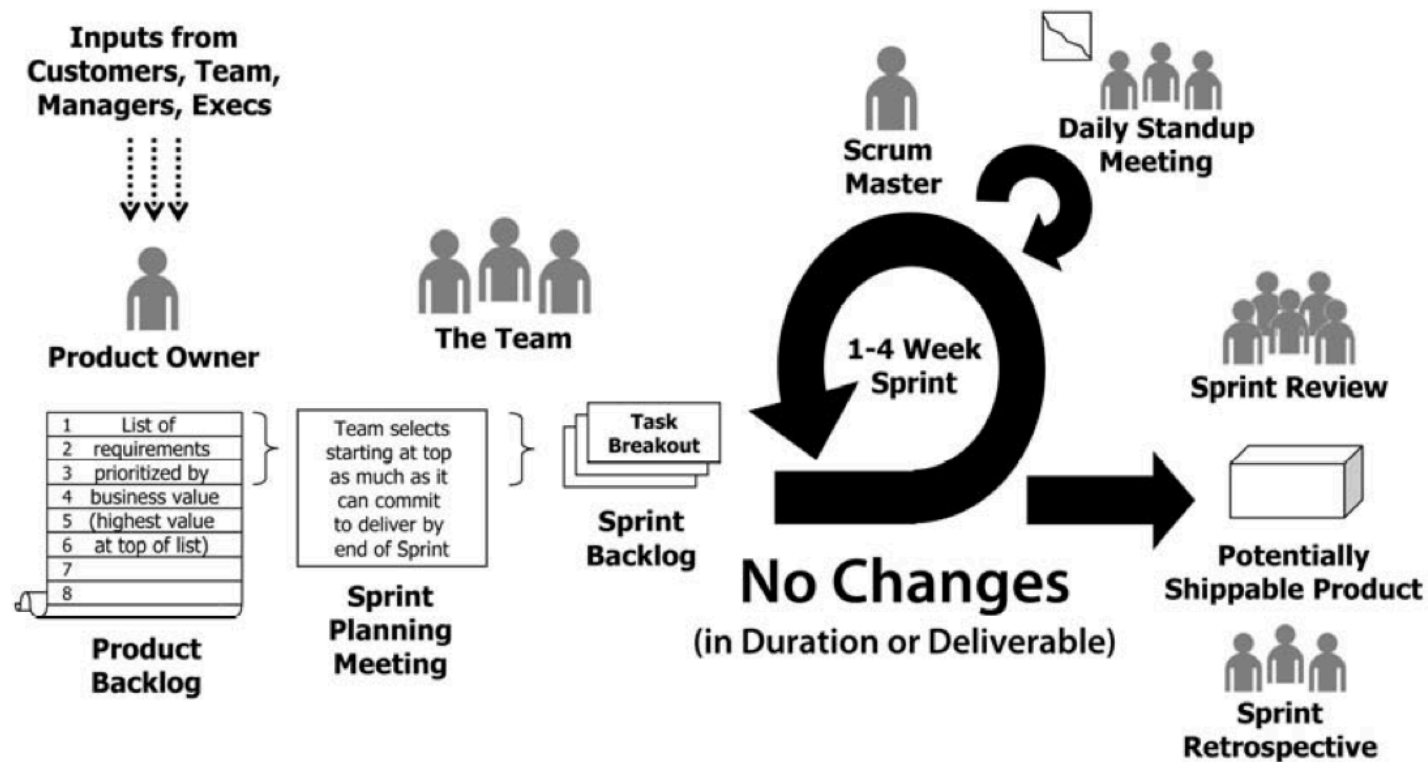 Inputs from
Customers, Team,
Managers, Execs
Product Owner
The Team
Scrum
Master
Daily Standup
Meeting
1-4 Week
Sprint
Sprint Review
1 List of
2 requirements
3 prioritized by
4 business value
5 (highest value
6 at top of list)
7
8
Product
Backlog
Team selects
starting at top
as much as it
can commit
to deliver by
end of Sprint
Sprint
Planning
Meeting
Task
Breakout
Sprint
Backlog
No Changes
(in Duration or Deliverable)
Potentially
Shippable Product
Sprint
Retrospective